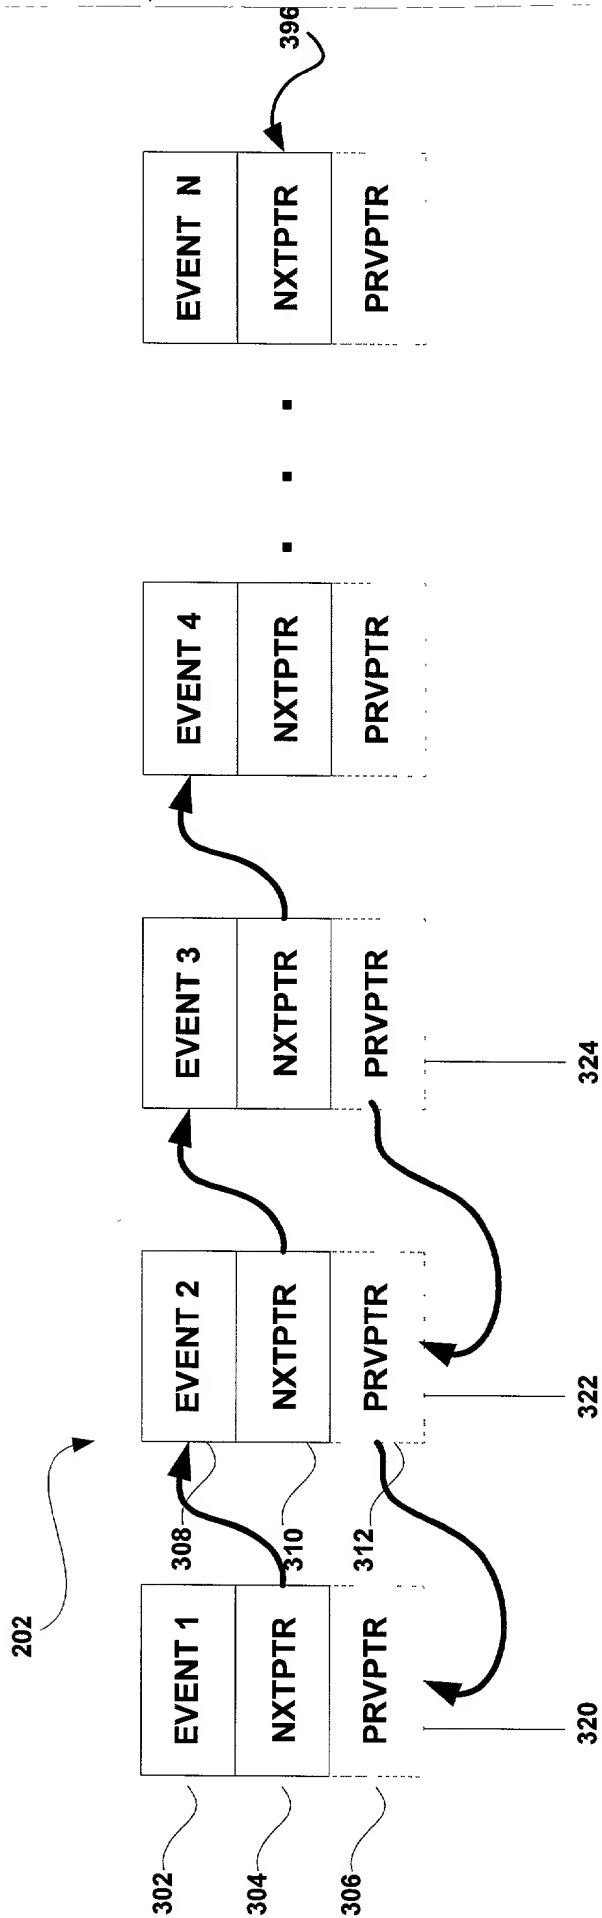 202
396
EVENT 1
EVENT 2
EVENT 3
EVENT 4
EVENT N
302
308
NXTPTR
NXTPTR
NXTPTR
NXTPTR
NXTPTR
304
310
PRVPTR
PRVPTR
PRVPTR
PRVPTR
PRVPTR
306
312
320
322
324